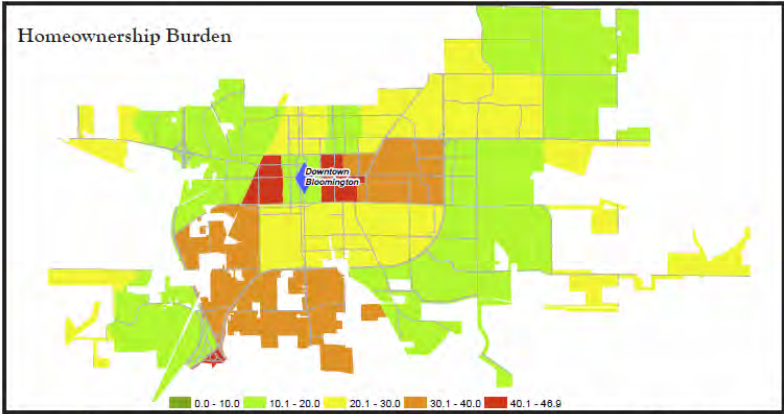 Homeownership Burden
Downtown
Bloomington
0.0 - 10.0 10.1 - 20.0 20.1 - 30.0 30.1 - 40.0 40.1 - 46.9